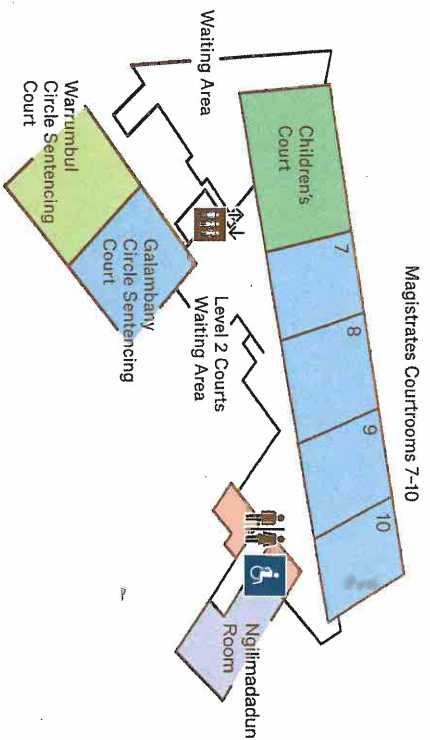 Magistrates Courtrooms 7–10
Children's
Court
7
8
9
10
Waiting Area
Level 2 Courts
Waiting Area
Warrumbul
Circle Sentencing
Court
Galambany
Circle Sentencing
Court
Ngilimadadun
Room